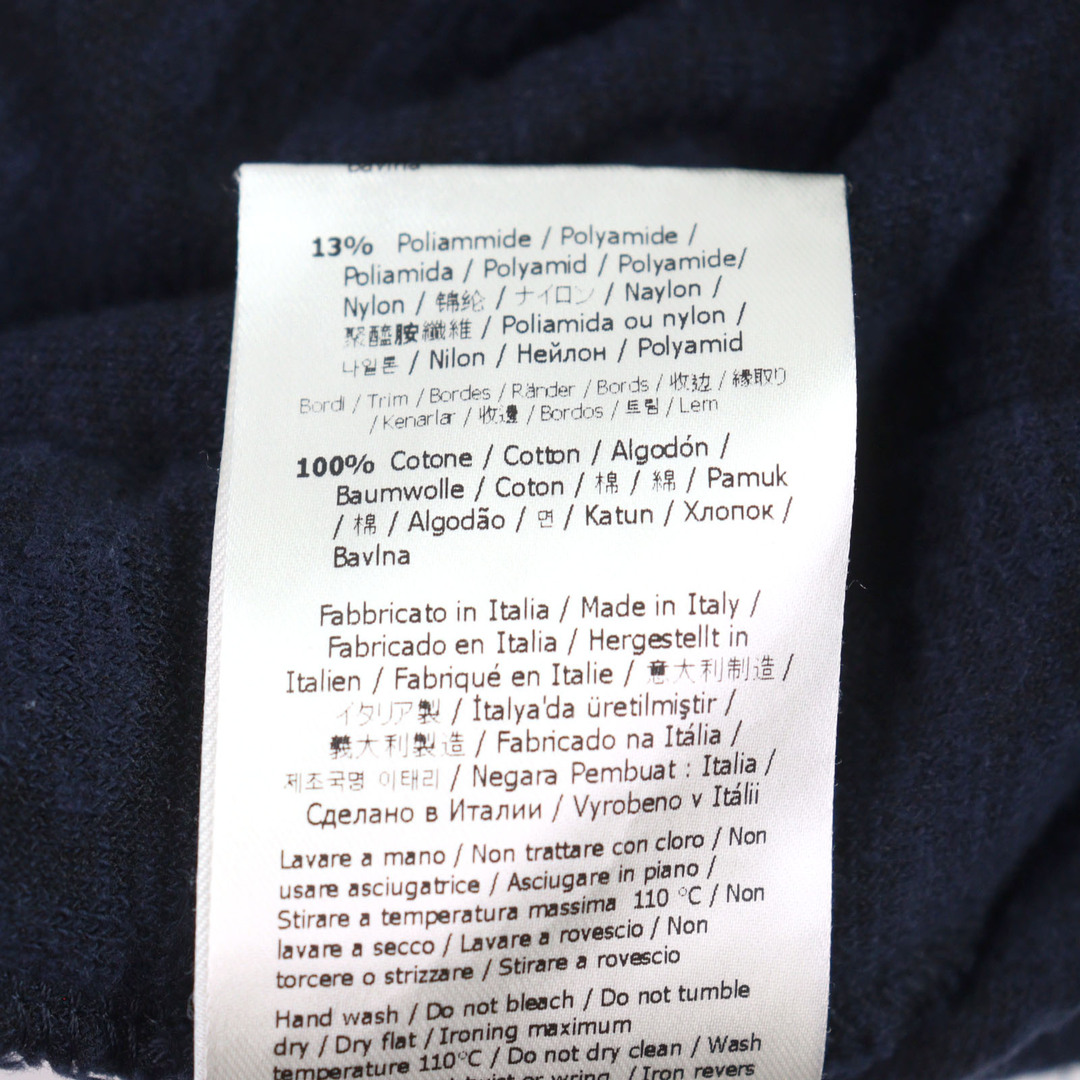 Bavlna
13% Poliammide / Polyamide /
Poliamida / Polyamid / Polyamide/
Nylon / 锦纶 / ナイロン / Naylon /
聚醯胺纖維 / Poliamida ou nylon /
나일론 / Nilon / Нейлон / Polyamid
Bordi / Trim / Bordes / Ränder / Bords / 收边 / 縁取り
/ Kenarlar / 收邊 / Bordos / 트림 / Lem
100% Cotone / Cotton / Algodón /
Baumwolle / Coton / 棉 / 綿 / Pamuk
/ 棉 / Algodão / 면 / Katun / Хлопок /
Bavlna
Fabbricato in Italia / Made in Italy /
Fabricado en Italia / Hergestellt in
Italien / Fabriqué en Italie / 意大利制造 /
イタリア製 / İtalya'da üretilmiştir /
義大利製造 / Fabricado na Itália /
제조국명 이태리 / Negara Pembuat : Italia /
Сделано в Италии / Vyrobeno v Itálii
Lavare a mano / Non trattare con cloro / Non
usare asciugatrice / Asciugare in piano /
Stirare a temperatura massima 110 °C / Non
lavare a secco / Lavare a rovescio / Non
torcere o strizzare / Stirare a rovescio
Hand wash / Do not bleach / Do not tumble
dry / Dry flat / Ironing maximum
temperature 110°C / Do not dry clean / Wash
twist or wring / Iron revers